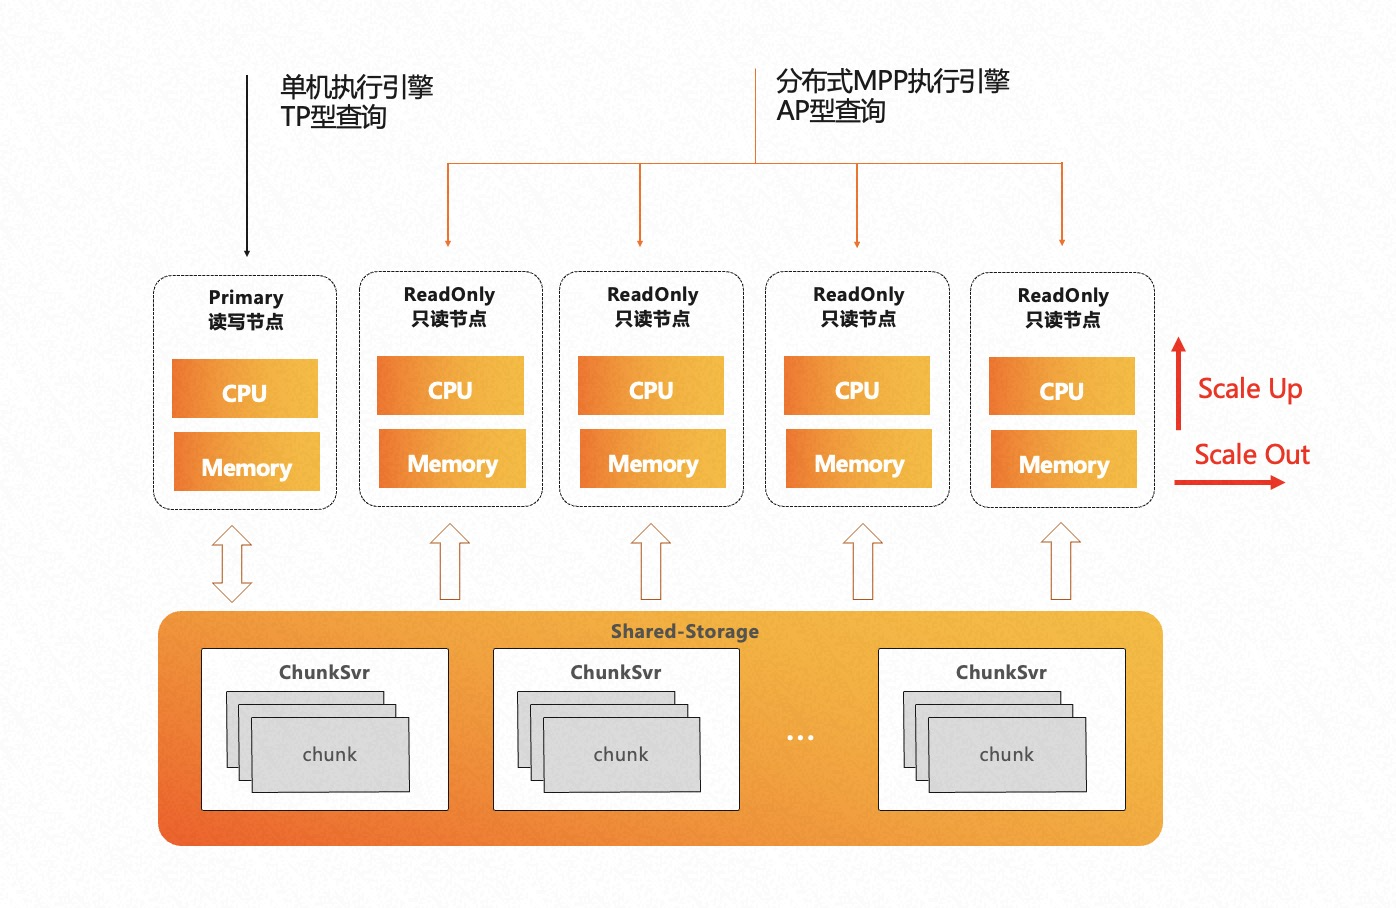 单机执行引擎
TP型查询
分布式MPP执行引擎
AP型查询
Primary
读写节点
CPU
Memory
ReadOnly
只读节点
CPU
Memory
ReadOnly
只读节点
CPU
Memory
ReadOnly
只读节点
CPU
Memory
ReadOnly
只读节点
CPU
Memory
Scale Up
Scale Out
Shared-Storage
ChunkSvr
chunk
ChunkSvr
chunk
...
ChunkSvr
chunk